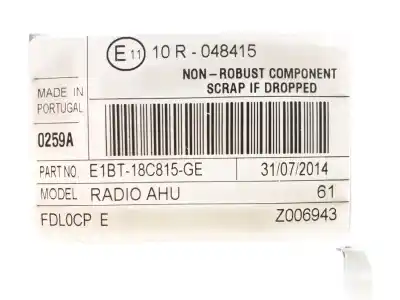 E11 10 R - 048415
NON - ROBUST COMPONENT
SCRAP IF DROPPED
MADE IN
PORTUGAL
0259A
PART NO. E1BT-18C815-GE 31/07/2014
MODEL RADIO AHU 61
FDL0CP E Z006943